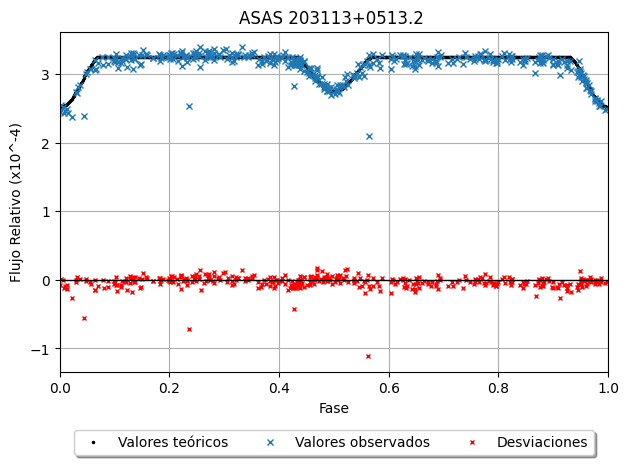 ASAS 203113+0513.2
Flujo Relativo (x10^-4)
3
2
1
0
−1
0.0 0.2 0.4 0.6 0.8 1.0
Fase
Valores teóricos Valores observados Desviaciones